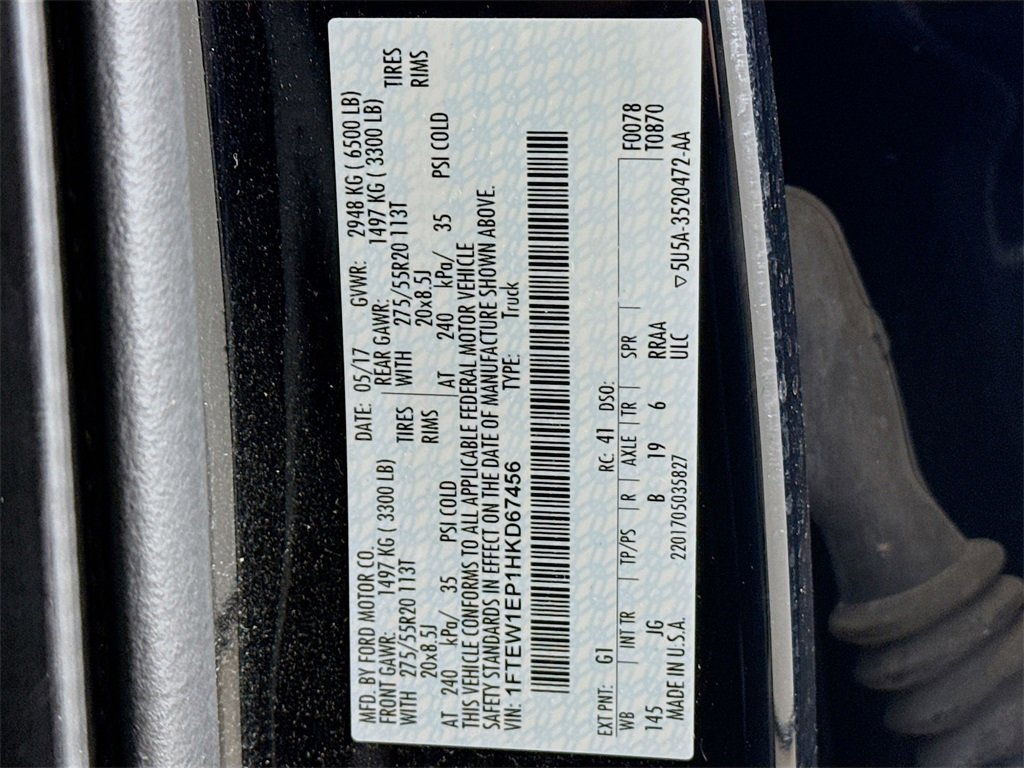 MFD. BY FORD MOTOR CO. DATE: 05/17 GVWR: 2948 KG ( 6500 LB)
FRONT GAWR: 1497 KG ( 3300 LB) REAR GAWR: 1497 KG ( 3300 LB)
WITH 275/55R20 113T TIRES WITH 275/55R20 113T TIRES
20x8.5J RIMS 20x8.5J RIMS
AT 240 kPa/ 35 PSI COLD AT 240 kPa/ 35 PSI COLD
THIS VEHICLE CONFORMS TO ALL APPLICABLE FEDERAL MOTOR VEHICLE
SAFETY STANDARDS IN EFFECT ON THE DATE OF MANUFACTURE SHOWN ABOVE.
VIN: 1FTEW1EP1HKD67456 TYPE: Truck
EXT PNT: G1 RC: 41 DSO: F0078
WB INT TR TP/PS R AXLE TR SPR T0870
145 JG B 19 6 RRAA
MADE IN U.S.A. 2201705035827 ULC ▽5U5A-3520472-AA